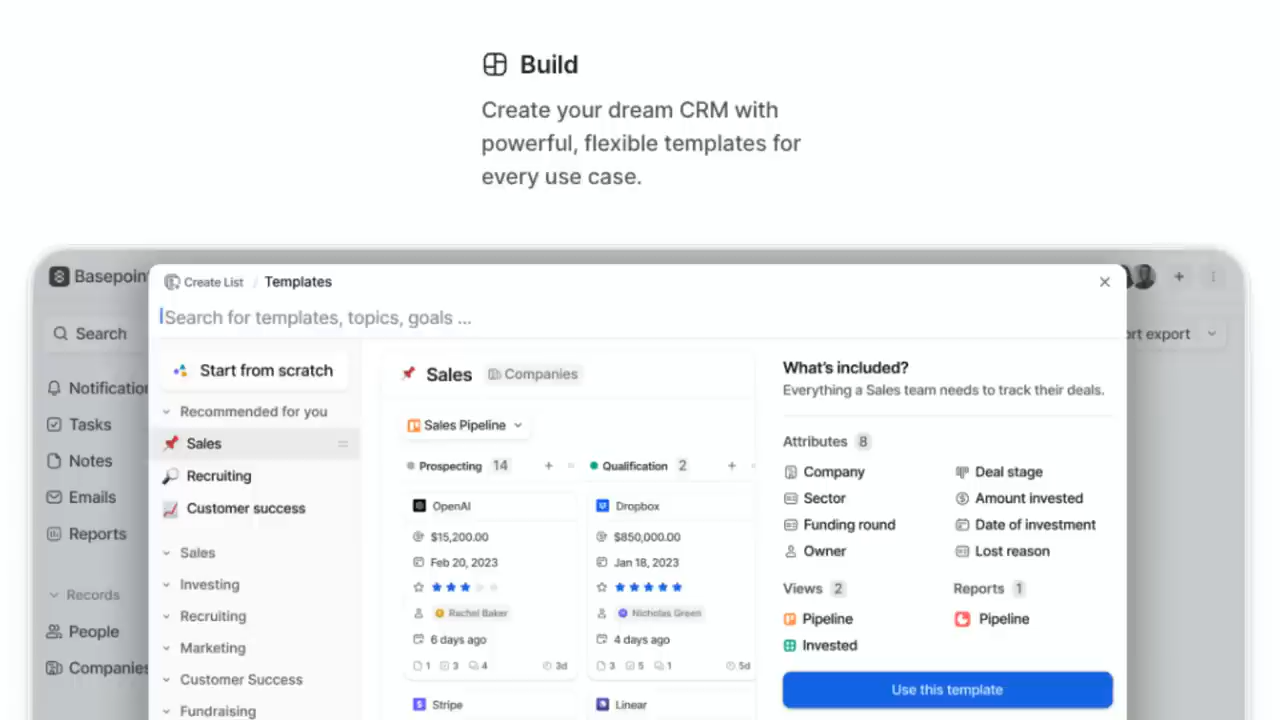 Build
Create your dream CRM with
powerful, flexible templates for
every use case.
Basepoin
Create List / Templates
Search for templates, topics, goals ...
Search
ort export
Start from scratch
Recommended for you
Sales
Recruiting
Customer success
Sales
Investing
Recruiting
Marketing
Customer Success
Fundraising
Notification
Tasks
Notes
Emails
Reports
Records
People
Companies
Sales Companies
Sales Pipeline
Prospecting 14
OpenAI
$15,200.00
Feb 20, 2023
Rachel Baker
6 days ago
1 3 4 3d
Stripe
Qualification 2
Dropbox
$850,000.00
Jan 18, 2023
Nicholas Green
4 days ago
3 5 1 5d
Linear
What's included?
Everything a Sales team needs to track their deals.
Attributes 8
Company
Sector
Funding round
Owner
Deal stage
Amount invested
Date of investment
Lost reason
Views 2
Pipeline
Invested
Reports 1
Pipeline
Use this template